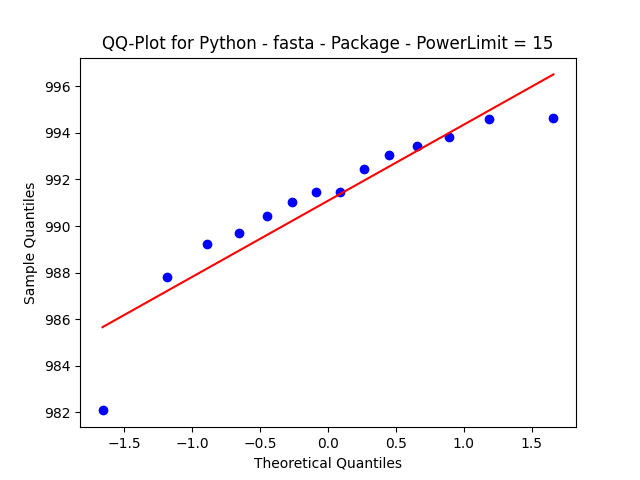 QQ-Plot for Python - fasta - Package - PowerLimit = 15
996
994
992
990
988
986
984
982
Sample Quantiles
−1.5 −1.0 −0.5 0.0 0.5 1.0 1.5
Theoretical Quantiles